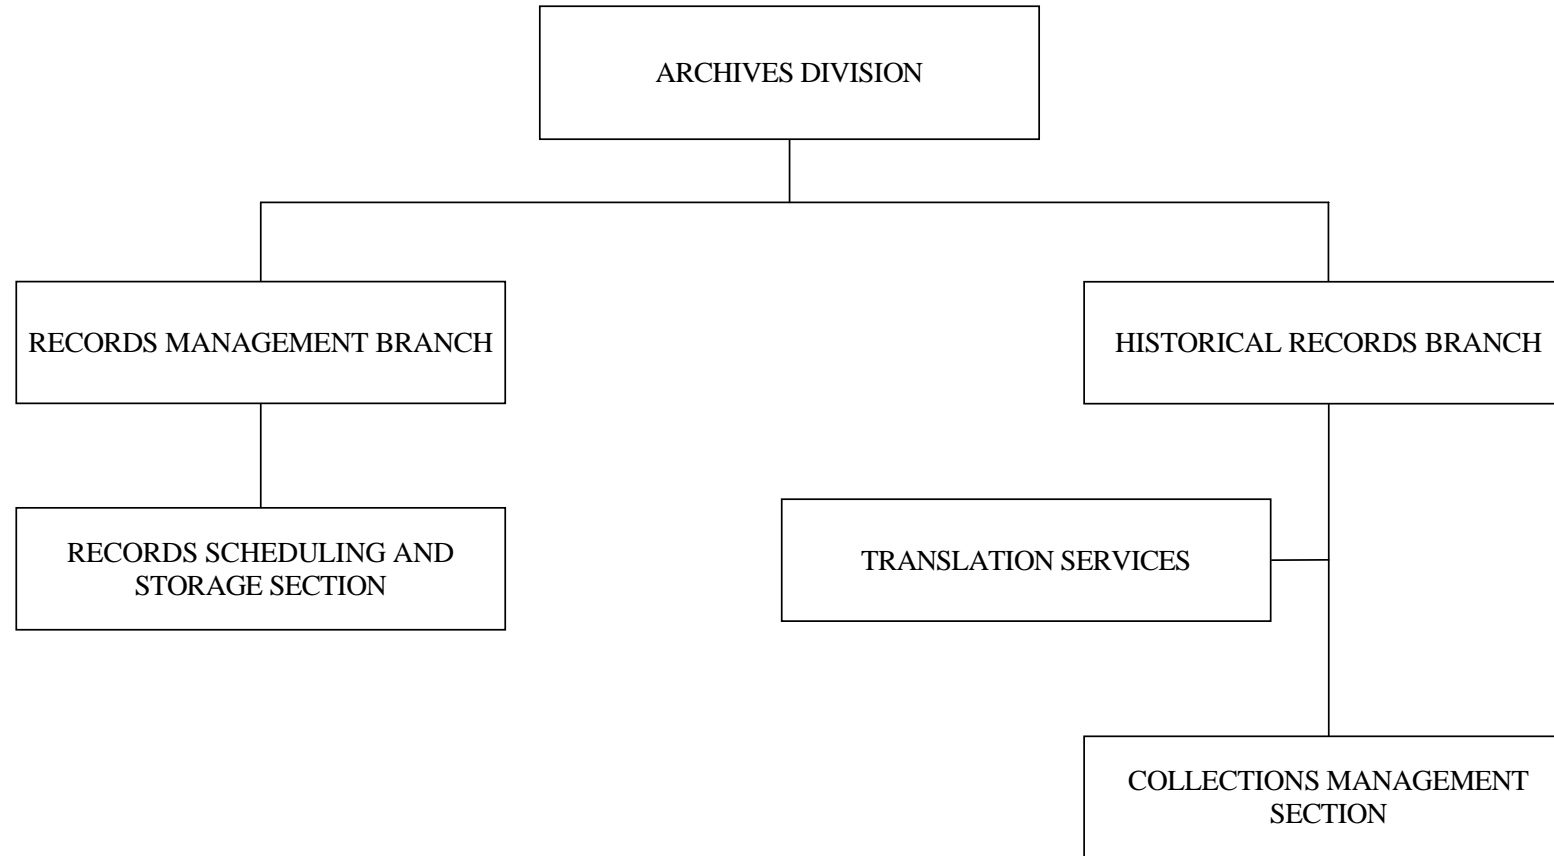 ARCHIVES DIVISION
RECORDS MANAGEMENT BRANCH
HISTORICAL RECORDS BRANCH
RECORDS SCHEDULING AND
STORAGE SECTION
TRANSLATION SERVICES
COLLECTIONS MANAGEMENT
SECTION